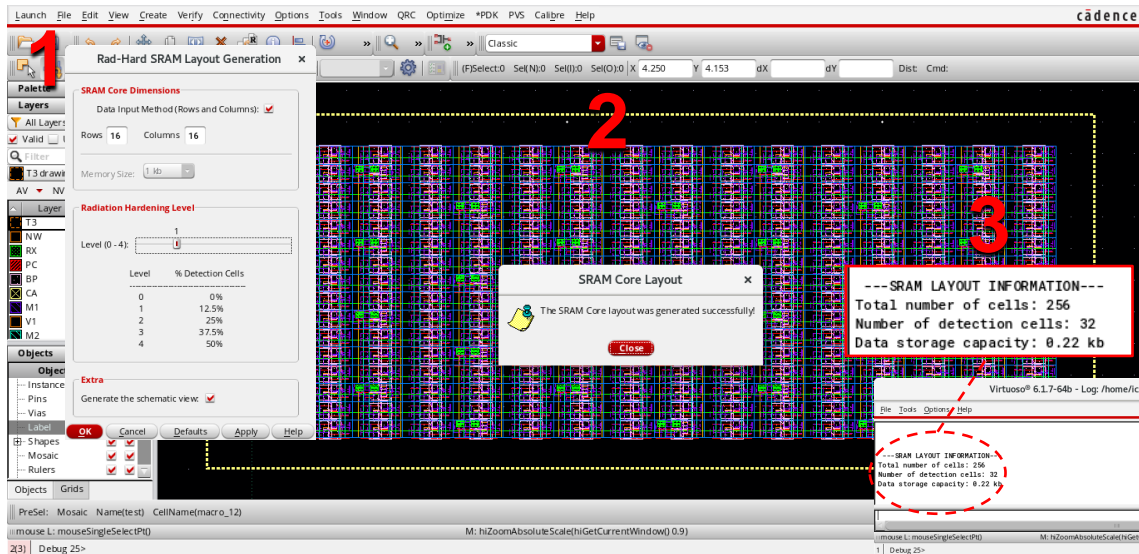 Launch File Edit View Create Verify Connectivity Options Tools Window QRC Optimize *PDK PVS Calibre Help
cādence
» » » Classic
1
(F)Select:0 Sel(N):0 Sel(I):0 Sel(O):0 X 4.250 Y 4.153 dX dY Dist: Cmd:
Palette
Layers
All Layers
Valid
Filter
T3 drawin
AV NV
Layer
T3
NW
RX
PC
BP
CA
M1
V1
M2
Objects
Objec
Instance
Pins
Vias
Label
Shapes
Mosaic
Rulers
Objects Grids
Rad-Hard SRAM Layout Generation ×
SRAM Core Dimensions
Data Input Method (Rows and Columns):
Rows 16 Columns 16
Memory Size: 1 kb
Radiation Hardening Level
1
Level (0 - 4):
Level % Detection Cells
0 0%
1 12.5%
2 25%
3 37.5%
4 50%
Extra
Generate the schematic view:
OK Cancel Defaults Apply Help
2
SRAM Core Layout ×
The SRAM Core layout was generated successfully!
Close
3
---SRAM LAYOUT INFORMATION---
Total number of cells: 256
Number of detection cells: 32
Data storage capacity: 0.22 kb
Virtuoso® 6.1.7-64b - Log: /home/ic
File Tools Options Help
---SRAM LAYOUT INFORMATION--
Total number of cells: 256
Number of detection cells: 32
Data storage capacity: 0.22 kb
mouse L: mouseSingleSelectPt() M: hiZoomAbsoluteScale(hiGet
1 Debug 25>
PreSel: Mosaic Name(test) CellName(macro_12)
mouse L: mouseSingleSelectPt() M: hiZoomAbsoluteScale(hiGetCurrentWindow() 0.9)
2(3) Debug 25>